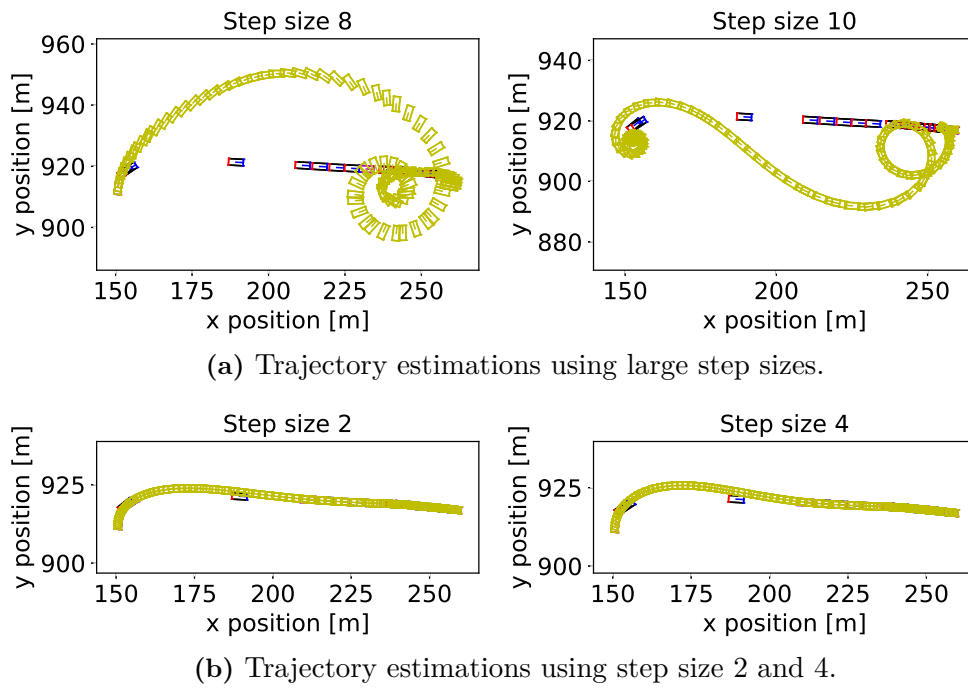 Step size 8
Step size 10
y position [m]
960
940
920
900
150
175
200
225
250
x position [m]
y position [m]
940
920
900
880
150
200
250
x position [m]
(a) Trajectory estimations using large step sizes.
Step size 2
Step size 4
y position [m]
925
900
150
175
200
225
250
x position [m]
y position [m]
925
900
150
175
200
225
250
x position [m]
(b) Trajectory estimations using step size 2 and 4.